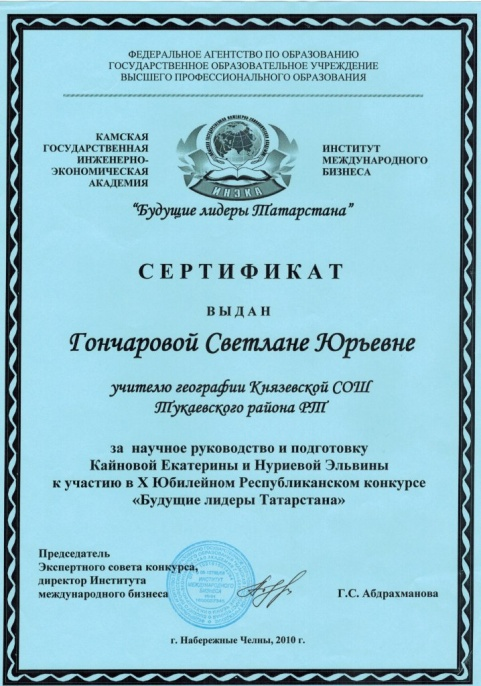 ФЕДЕРАЛЬНОЕ АГЕНТСТВО ПО ОБРАЗОВАНИЮ
ГОСУДАРСТВЕННОЕ ОБРАЗОВАТЕЛЬНОЕ УЧРЕЖДЕНИЕ
ВЫСШЕГО ПРОФЕССИОНАЛЬНОГО ОБРАЗОВАНИЯ
КАМСКАЯ
ГОСУДАРСТВЕННАЯ
ИНЖЕНЕРНО-
ЭКОНОМИЧЕСКАЯ
АКАДЕМИЯ
ИНЭКА
ИНСТИТУТ
МЕЖДУНАРОДНОГО
БИЗНЕСА
“Будущие лидеры Татарстана”
СЕРТИФИКАТ
ВЫДАН
Гончаровой Светлане Юрьевне
учителю географии Князевской СОШ
Тукаевского района РТ
за научное руководство и подготовку
Кайновой Екатерины и Нуриевой Эльвины
к участию в X Юбилейном Республиканском конкурсе
«Будущие лидеры Татарстана»
Председатель
Экспертного совета конкурса,
директор Института
международного бизнеса
ИНСТИТУТ
МЕЖДУНАРОДНОГО
БИЗНЕСА
Г.С. Абдрахманова
г. Набережные Челны, 2010 г.